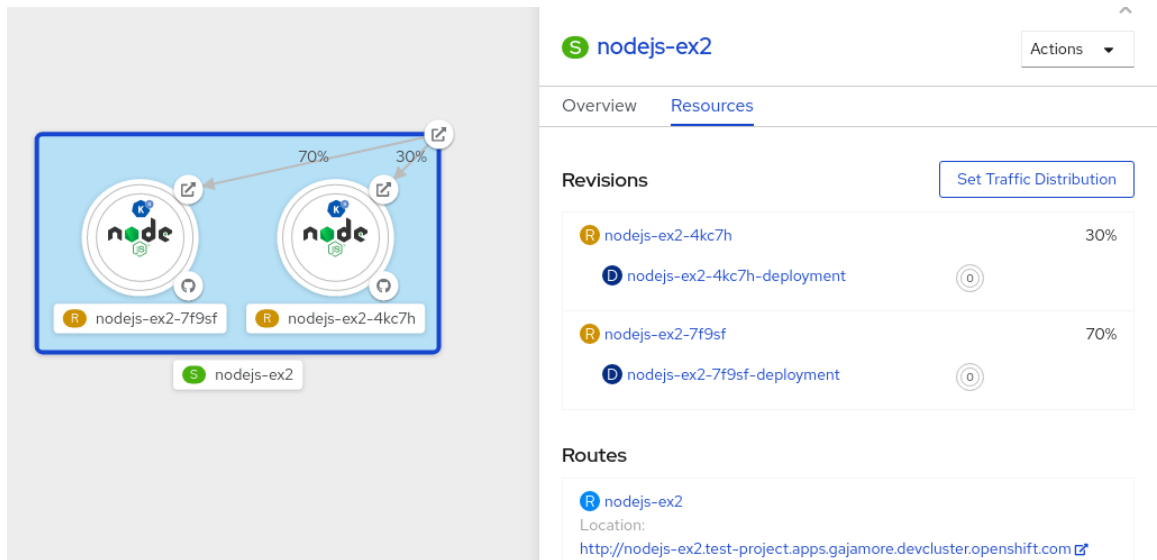 70%
30%
node
JS
node
JS
R nodejs-ex2-7f9sf
R nodejs-ex2-4kc7h
S nodejs-ex2
S nodejs-ex2
Actions
Overview
Resources
Revisions
Set Traffic Distribution
R nodejs-ex2-4kc7h
30%
D nodejs-ex2-4kc7h-deployment
0
R nodejs-ex2-7f9sf
70%
D nodejs-ex2-7f9sf-deployment
0
Routes
R nodejs-ex2
Location:
http://nodejs-ex2.test-project.apps.gajamore.devcluster.openshift.com